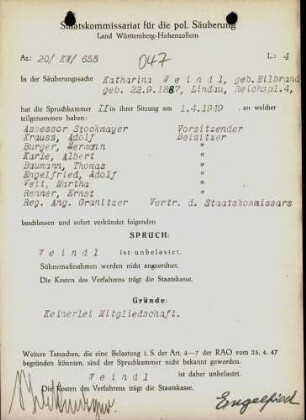 Staatskommissariat für die pol. Säuberung
Land Württemberg-Hohenzollern
Az.: 20/ KW/ 655
047
L.: 4
In der Säuberungssache Katharina Weindl, geb.Hilbrand
geb. 22.9.1887, Lindau, Reichspl.4,
hat die Spruchkammer II in ihrer Sitzung am 1.4.1949 , an welcher
teilgenommen haben:
Assessor Stockmayer Vorsitzender
Krauss, Adolf Beisitzer
Burger, Hermann "
Karle, Albert "
Baumann, Thomas "
Engelfried, Adolf "
Veit, Martha "
Renner, Ernst "
Reg. Ang. Granitzer Vertr. d. Staatskommissars
beschlossen und sofort verkündet folgenden
SPRUCH:
Weindl ist unbelastet.
Sühnemaßnahmen werden nicht angeordnet.
Die Kosten des Verfahrens trägt die Staatskasse.
Gründe:
Keinerlei Mitgliedschaft.
Weitere Tatsachen, die eine Belastung i. S. der Art. 4—7 der RAO vom 25. 4. 47
begründen könnten, sind der Spruchkammer nicht bekannt geworden.
Weindl ist daher unbelastet.
Die Kosten des Verfahrens trägt die Staatskasse.
Engelfried